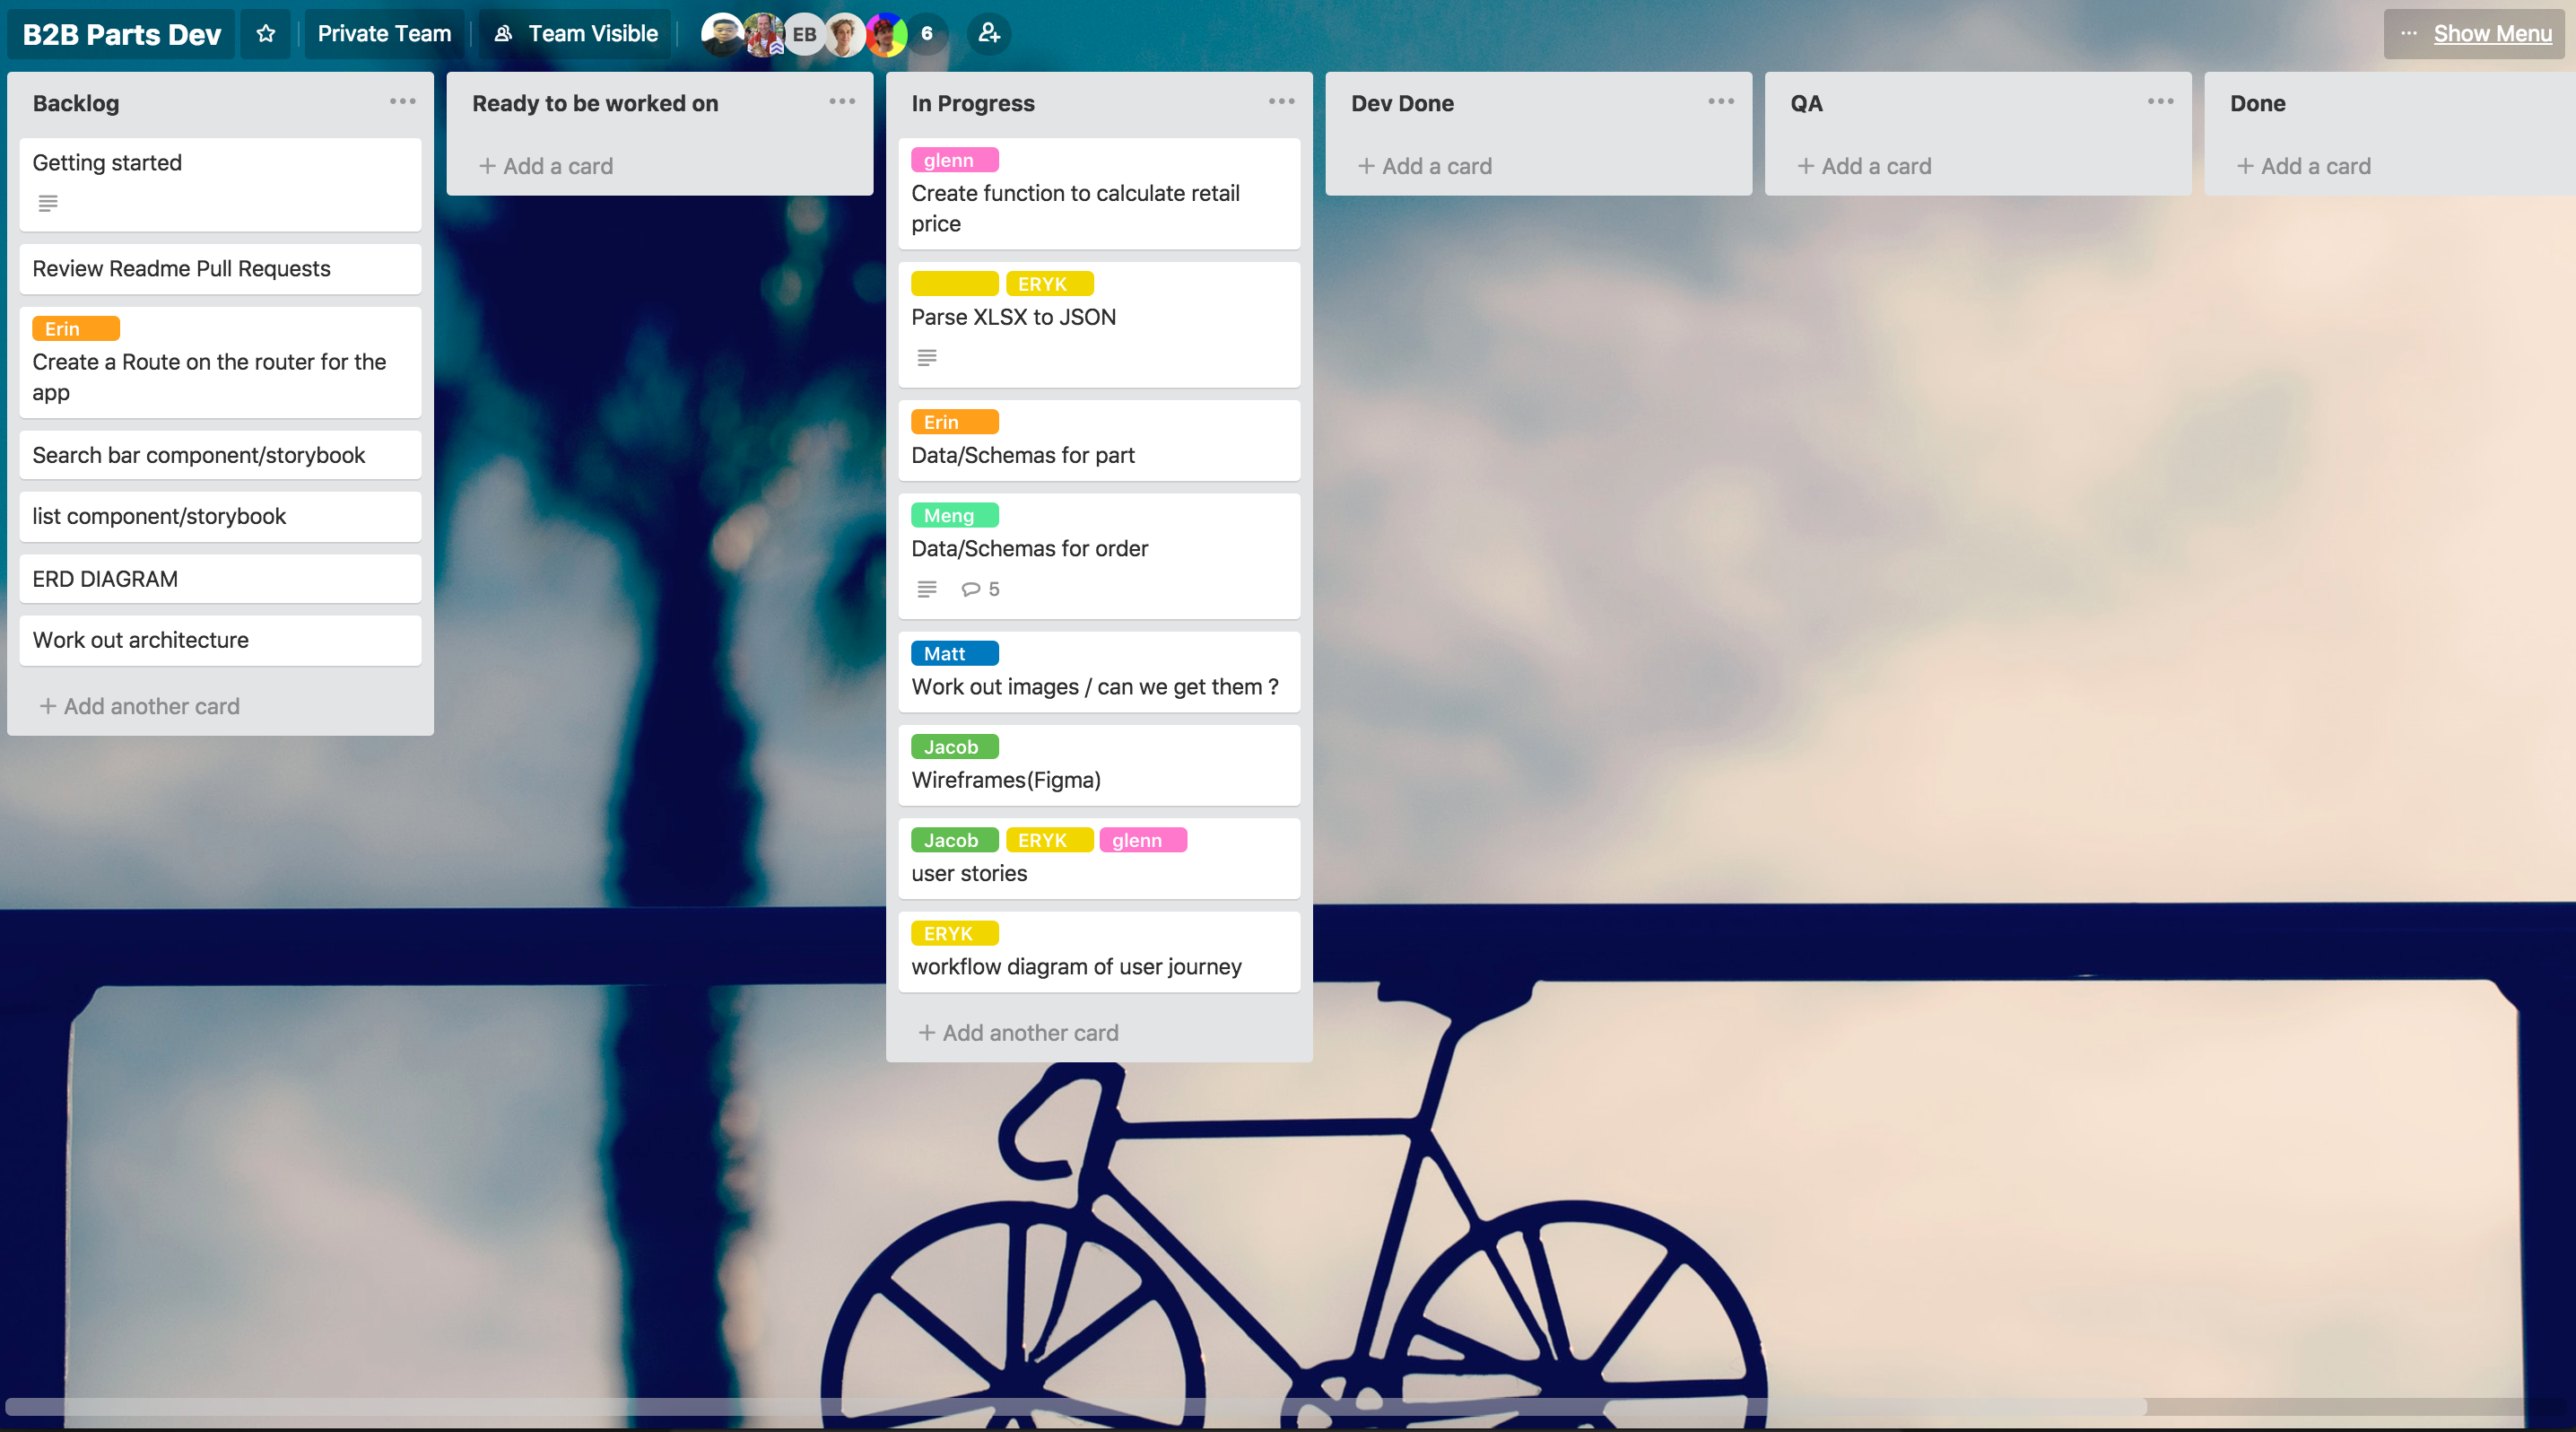 B2B Parts Dev
Private Team
Team Visible
EB
6
Show Menu
Backlog
Getting started
Review Readme Pull Requests
Erin
Create a Route on the router for the
app
Search bar component/storybook
list component/storybook
ERD DIAGRAM
Work out architecture
+ Add another card
Ready to be worked on
+ Add a card
In Progress
glenn
Create function to calculate retail
price
ERYK
Parse XLSX to JSON
Erin
Data/Schemas for part
Meng
Data/Schemas for order
5
Matt
Work out images / can we get them ?
Jacob
Wireframes(Figma)
Jacob ERYK glenn
user stories
ERYK
workflow diagram of user journey
+ Add another card
Dev Done
+ Add a card
QA
+ Add a card
Done
+ Add a card